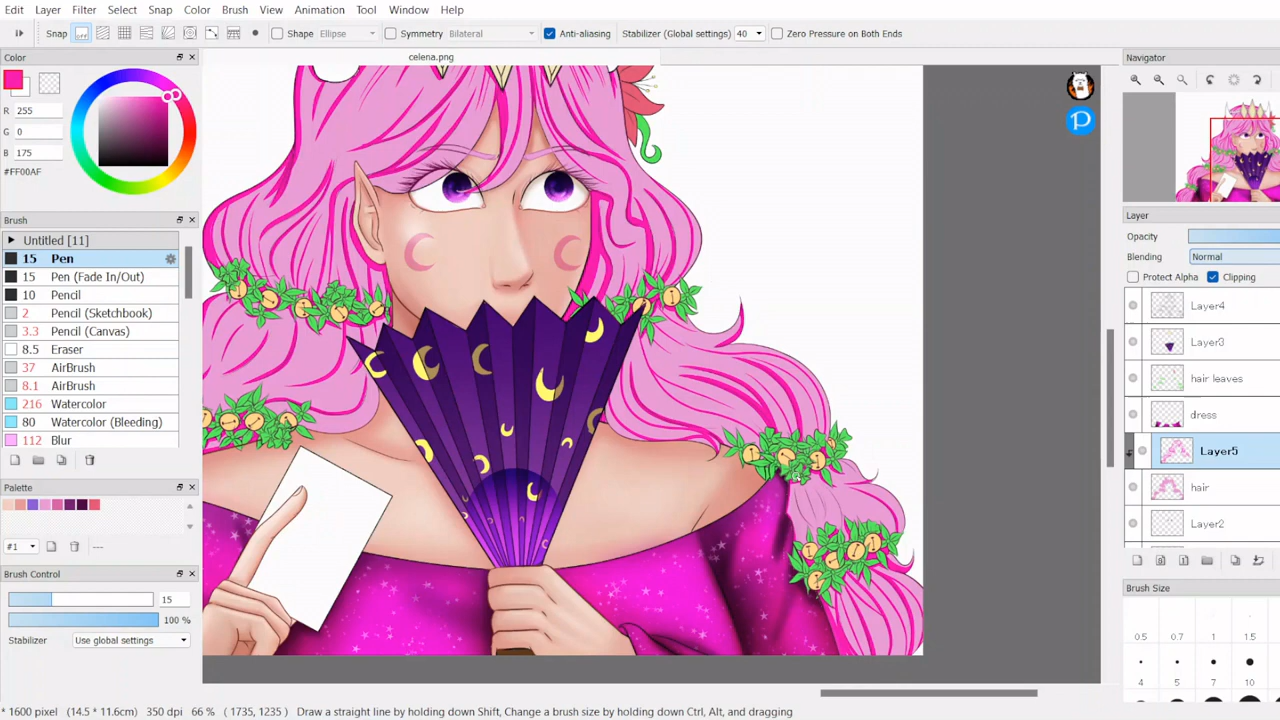 Edit Layer Filter Select Snap Color Brush View Animation Tool Window Help
Snap off Shape Ellipse Symmetry Bilateral Anti-aliasing Stabilizer (Global settings) 40 Zero Pressure on Both Ends
Color
celena.png
Navigator
R 255
G 0
B 175
#FF00AF
Brush
Untitled [11]
15 Pen
15 Pen (Fade In/Out)
10 Pencil
2 Pencil (Sketchbook)
3.3 Pencil (Canvas)
8.5 Eraser
37 AirBrush
8.1 AirBrush
216 Watercolor
80 Watercolor (Bleeding)
112 Blur
Palette
#1
---
Brush Control
15
100 %
Stabilizer Use global settings
Layer
Opacity
Blending Normal
Protect Alpha Clipping
Layer4
Layer3
hair leaves
dress
Layer5
hair
Layer2
Brush Size
0.5 0.7 1 1.5
4 5 7 10
* 1600 pixel (14.5 * 11.6cm) 350 dpi 66 % ( 1735, 1235 ) Draw a straight line by holding down Shift, Change a brush size by holding down Ctrl, Alt, and dragging